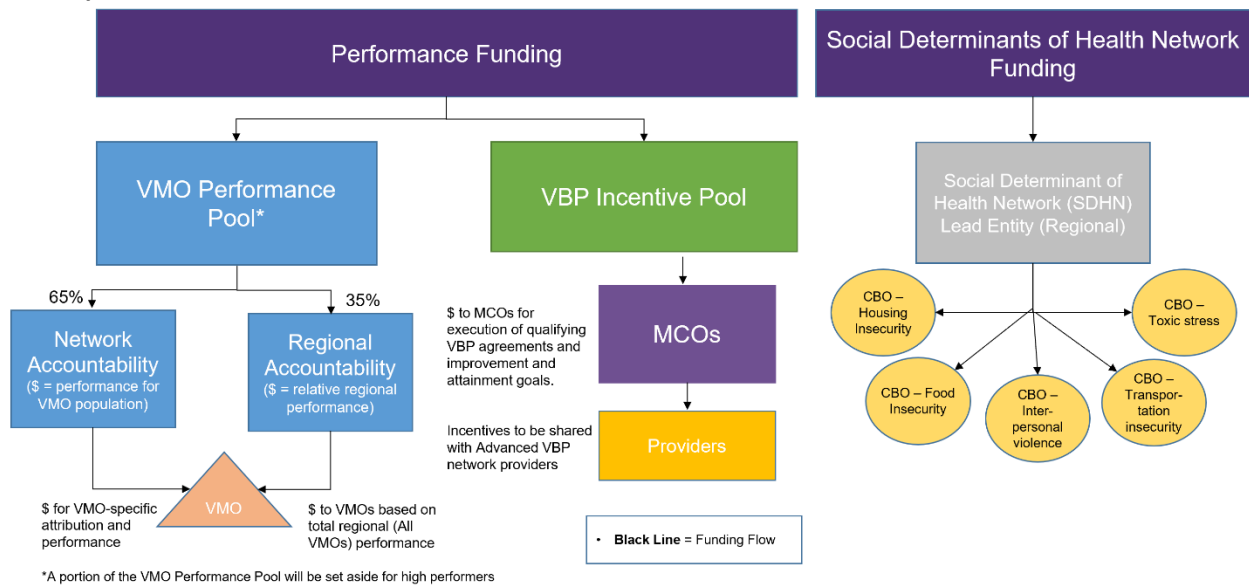 Performance Funding
Social Determinants of Health Network
Funding
VMO Performance
Pool*
VBP Incentive Pool
Social Determinant of
Health Network (SDHN)
Lead Entity (Regional)
65%
35%
Network
Accountability
($ = performance for
VMO population)
Regional
Accountability
($ = relative regional
performance)
$ to MCOs for
execution of qualifying
VBP agreements and
improvement and
attainment goals.
MCOs
CBO –
Housing
Insecurity
CBO –
Toxic stress
CBO – Food
Insecurity
CBO –
Inter-
personal
violence
CBO –
Transpor-
tation
insecurity
Incentives to be shared
with Advanced VBP
network providers
Providers
VMO
$ for VMO-specific
attribution and
performance
$ to VMOs based on
total regional (All
VMOs) performance
• Black Line = Funding Flow
*A portion of the VMO Performance Pool will be set aside for high performers